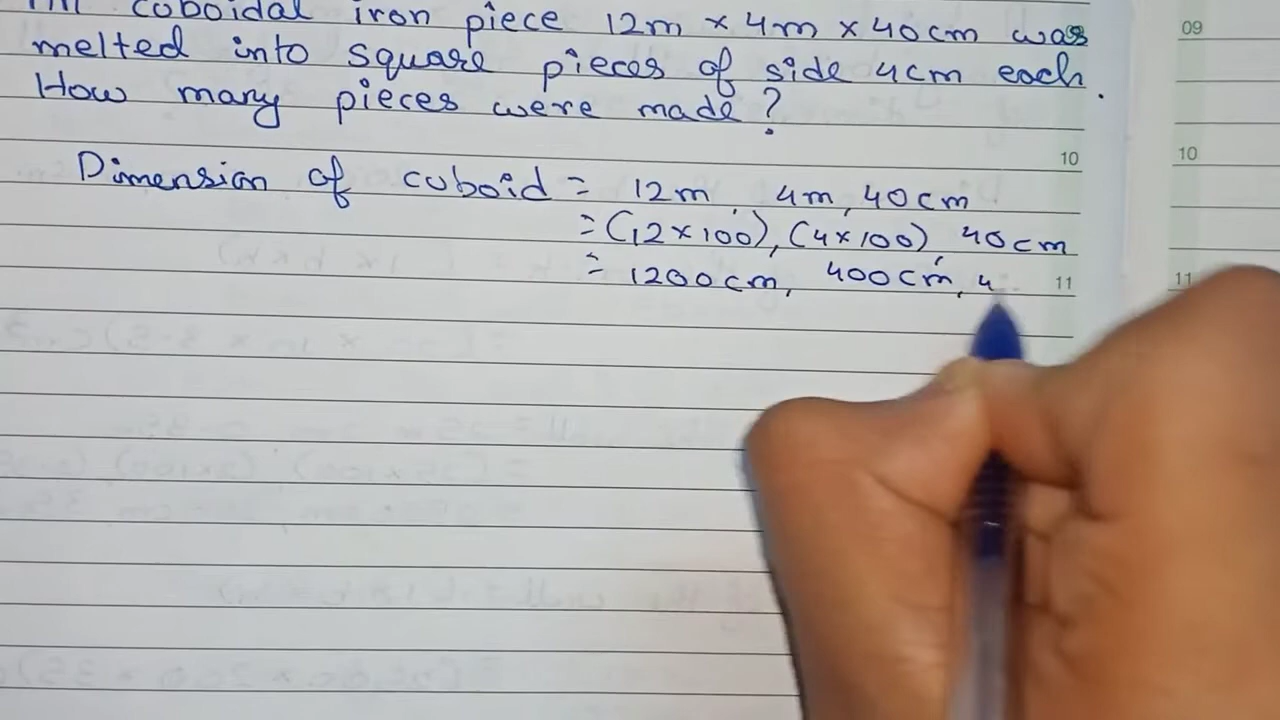 coboidal iron piece 12m × 4m × 40cm was
melted into square pieces of side 4cm each.
How many pieces were made?
Dimension of cuboid = 12m, 4m, 40cm
= (12×100), (4×100), 40cm
= 1200cm, 400cm, 4
09
10
11
10
11